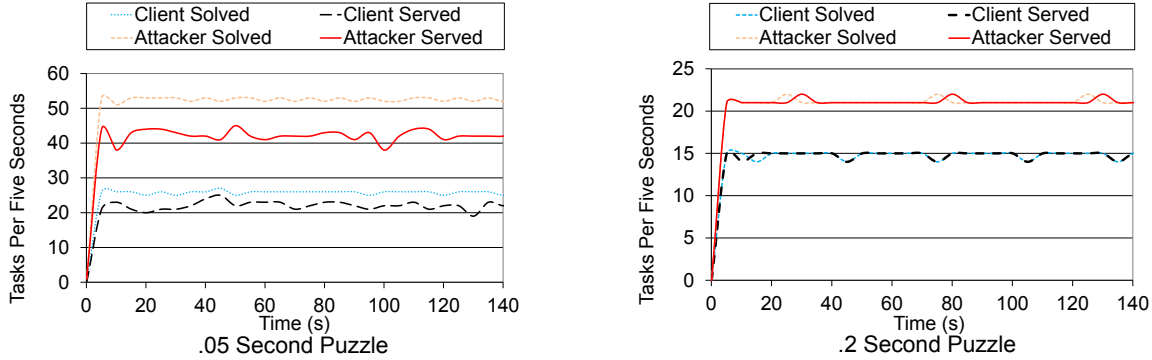 Client Solved Client Served
Attacker Solved Attacker Served
Tasks Per Five Seconds
60
50
40
30
20
10
0
0 20 40 60 80 100 120 140
Time (s)
.05 Second Puzzle
Client Solved Client Served
Attacker Solved Attacker Served
Tasks Per Five Seconds
25
20
15
10
5
0
0 20 40 60 80 100 120 140
Time (s)
.2 Second Puzzle